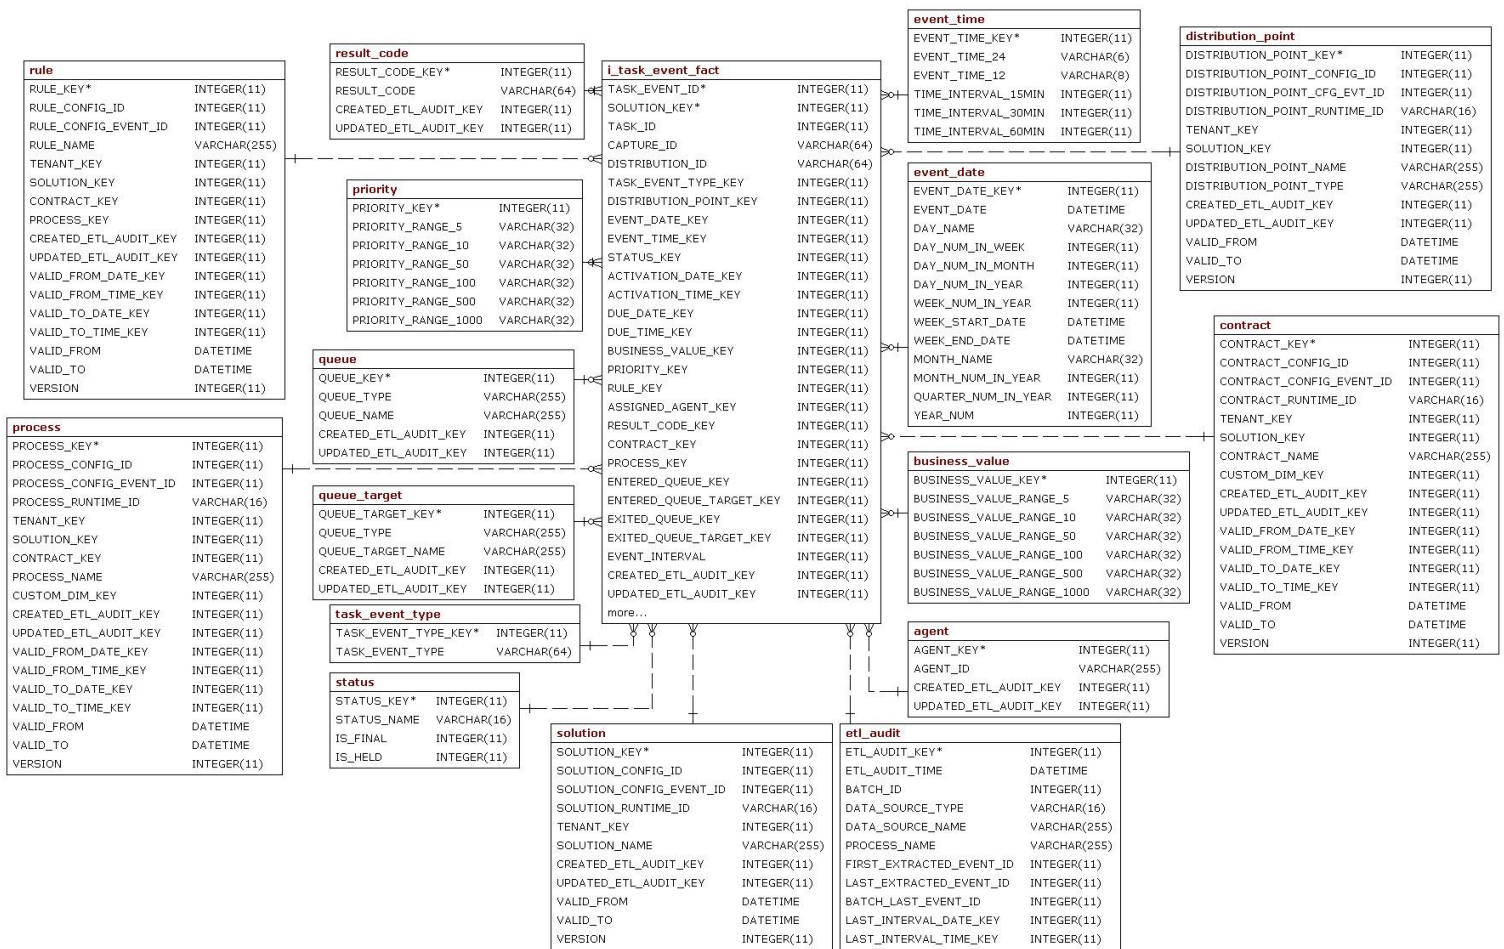 rule
RULE_KEY* INTEGER(11)
RULE_CONFIG_ID INTEGER(11)
RULE_CONFIG_EVENT_ID INTEGER(11)
RULE_NAME VARCHAR(255)
TENANT_KEY INTEGER(11)
SOLUTION_KEY INTEGER(11)
CONTRACT_KEY INTEGER(11)
PROCESS_KEY INTEGER(11)
CREATED_ETL_AUDIT_KEY INTEGER(11)
UPDATED_ETL_AUDIT_KEY INTEGER(11)
VALID_FROM_DATE_KEY INTEGER(11)
VALID_FROM_TIME_KEY INTEGER(11)
VALID_TO_DATE_KEY INTEGER(11)
VALID_TO_TIME_KEY INTEGER(11)
VALID_FROM DATETIME
VALID_TO DATETIME
VERSION INTEGER(11)
process
PROCESS_KEY* INTEGER(11)
PROCESS_CONFIG_ID INTEGER(11)
PROCESS_CONFIG_EVENT_ID INTEGER(11)
PROCESS_RUNTIME_ID VARCHAR(16)
TENANT_KEY INTEGER(11)
SOLUTION_KEY INTEGER(11)
CONTRACT_KEY INTEGER(11)
PROCESS_NAME VARCHAR(255)
CUSTOM_DIM_KEY INTEGER(11)
CREATED_ETL_AUDIT_KEY INTEGER(11)
UPDATED_ETL_AUDIT_KEY INTEGER(11)
VALID_FROM_DATE_KEY INTEGER(11)
VALID_FROM_TIME_KEY INTEGER(11)
VALID_TO_DATE_KEY INTEGER(11)
VALID_TO_TIME_KEY INTEGER(11)
VALID_FROM DATETIME
VALID_TO DATETIME
VERSION INTEGER(11)
result_code
RESULT_CODE_KEY* INTEGER(11)
RESULT_CODE VARCHAR(64)
CREATED_ETL_AUDIT_KEY INTEGER(11)
UPDATED_ETL_AUDIT_KEY INTEGER(11)
priority
PRIORITY_KEY* INTEGER(11)
PRIORITY_RANGE_5 VARCHAR(32)
PRIORITY_RANGE_10 VARCHAR(32)
PRIORITY_RANGE_50 VARCHAR(32)
PRIORITY_RANGE_100 VARCHAR(32)
PRIORITY_RANGE_500 VARCHAR(32)
PRIORITY_RANGE_1000 VARCHAR(32)
queue
QUEUE_KEY* INTEGER(11)
QUEUE_TYPE VARCHAR(255)
QUEUE_NAME VARCHAR(255)
CREATED_ETL_AUDIT_KEY INTEGER(11)
UPDATED_ETL_AUDIT_KEY INTEGER(11)
queue_target
QUEUE_TARGET_KEY* INTEGER(11)
QUEUE_TYPE VARCHAR(255)
QUEUE_TARGET_NAME VARCHAR(255)
CREATED_ETL_AUDIT_KEY INTEGER(11)
UPDATED_ETL_AUDIT_KEY INTEGER(11)
task_event_type
TASK_EVENT_TYPE_KEY* INTEGER(11)
TASK_EVENT_TYPE VARCHAR(64)
status
STATUS_KEY* INTEGER(11)
STATUS_NAME VARCHAR(16)
IS_FINAL INTEGER(11)
IS_HELD INTEGER(11)
i_task_event_fact
TASK_EVENT_ID* INTEGER(11)
SOLUTION_KEY* INTEGER(11)
TASK_ID INTEGER(11)
CAPTURE_ID VARCHAR(64)
DISTRIBUTION_ID VARCHAR(64)
TASK_EVENT_TYPE_KEY INTEGER(11)
DISTRIBUTION_POINT_KEY INTEGER(11)
EVENT_DATE_KEY INTEGER(11)
EVENT_TIME_KEY INTEGER(11)
STATUS_KEY INTEGER(11)
ACTIVATION_DATE_KEY INTEGER(11)
ACTIVATION_TIME_KEY INTEGER(11)
DUE_DATE_KEY INTEGER(11)
DUE_TIME_KEY INTEGER(11)
BUSINESS_VALUE_KEY INTEGER(11)
PRIORITY_KEY INTEGER(11)
RULE_KEY INTEGER(11)
ASSIGNED_AGENT_KEY INTEGER(11)
RESULT_CODE_KEY INTEGER(11)
CONTRACT_KEY INTEGER(11)
PROCESS_KEY INTEGER(11)
ENTERED_QUEUE_KEY INTEGER(11)
ENTERED_QUEUE_TARGET_KEY INTEGER(11)
EXITED_QUEUE_KEY INTEGER(11)
EXITED_QUEUE_TARGET_KEY INTEGER(11)
EVENT_INTERVAL INTEGER(11)
CREATED_ETL_AUDIT_KEY INTEGER(11)
UPDATED_ETL_AUDIT_KEY INTEGER(11)
more...
solution
SOLUTION_KEY* INTEGER(11)
SOLUTION_CONFIG_ID INTEGER(11)
SOLUTION_CONFIG_EVENT_ID INTEGER(11)
SOLUTION_RUNTIME_ID VARCHAR(16)
TENANT_KEY INTEGER(11)
SOLUTION_NAME VARCHAR(255)
CREATED_ETL_AUDIT_KEY INTEGER(11)
UPDATED_ETL_AUDIT_KEY INTEGER(11)
VALID_FROM DATETIME
VALID_TO DATETIME
VERSION INTEGER(11)
event_time
EVENT_TIME_KEY* INTEGER(11)
EVENT_TIME_24 VARCHAR(6)
EVENT_TIME_12 VARCHAR(8)
TIME_INTERVAL_15MIN INTEGER(11)
TIME_INTERVAL_30MIN INTEGER(11)
TIME_INTERVAL_60MIN INTEGER(11)
event_date
EVENT_DATE_KEY* INTEGER(11)
EVENT_DATE DATETIME
DAY_NAME VARCHAR(32)
DAY_NUM_IN_WEEK INTEGER(11)
DAY_NUM_IN_MONTH INTEGER(11)
DAY_NUM_IN_YEAR INTEGER(11)
WEEK_NUM_IN_YEAR INTEGER(11)
WEEK_START_DATE DATETIME
WEEK_END_DATE DATETIME
MONTH_NAME VARCHAR(32)
MONTH_NUM_IN_YEAR INTEGER(11)
QUARTER_NUM_IN_YEAR INTEGER(11)
YEAR_NUM INTEGER(11)
business_value
BUSINESS_VALUE_KEY* INTEGER(11)
BUSINESS_VALUE_RANGE_5 VARCHAR(32)
BUSINESS_VALUE_RANGE_10 VARCHAR(32)
BUSINESS_VALUE_RANGE_50 VARCHAR(32)
BUSINESS_VALUE_RANGE_100 VARCHAR(32)
BUSINESS_VALUE_RANGE_500 VARCHAR(32)
BUSINESS_VALUE_RANGE_1000 VARCHAR(32)
agent
AGENT_KEY* INTEGER(11)
AGENT_ID VARCHAR(255)
CREATED_ETL_AUDIT_KEY INTEGER(11)
UPDATED_ETL_AUDIT_KEY INTEGER(11)
etl_audit
ETL_AUDIT_KEY* INTEGER(11)
ETL_AUDIT_TIME DATETIME
BATCH_ID INTEGER(11)
DATA_SOURCE_TYPE VARCHAR(16)
DATA_SOURCE_NAME VARCHAR(255)
PROCESS_NAME VARCHAR(255)
FIRST_EXTRACTED_EVENT_ID INTEGER(11)
LAST_EXTRACTED_EVENT_ID INTEGER(11)
BATCH_LAST_EVENT_ID INTEGER(11)
LAST_INTERVAL_DATE_KEY INTEGER(11)
LAST_INTERVAL_TIME_KEY INTEGER(11)
distribution_point
DISTRIBUTION_POINT_KEY* INTEGER(11)
DISTRIBUTION_POINT_CONFIG_ID INTEGER(11)
DISTRIBUTION_POINT_CFG_EVT_ID INTEGER(11)
DISTRIBUTION_POINT_RUNTIME_ID VARCHAR(16)
TENANT_KEY INTEGER(11)
SOLUTION_KEY INTEGER(11)
DISTRIBUTION_POINT_NAME VARCHAR(255)
DISTRIBUTION_POINT_TYPE VARCHAR(255)
CREATED_ETL_AUDIT_KEY INTEGER(11)
UPDATED_ETL_AUDIT_KEY INTEGER(11)
VALID_FROM DATETIME
VALID_TO DATETIME
VERSION INTEGER(11)
contract
CONTRACT_KEY* INTEGER(11)
CONTRACT_CONFIG_ID INTEGER(11)
CONTRACT_CONFIG_EVENT_ID INTEGER(11)
CONTRACT_RUNTIME_ID VARCHAR(16)
TENANT_KEY INTEGER(11)
SOLUTION_KEY INTEGER(11)
CONTRACT_NAME VARCHAR(255)
CUSTOM_DIM_KEY INTEGER(11)
CREATED_ETL_AUDIT_KEY INTEGER(11)
UPDATED_ETL_AUDIT_KEY INTEGER(11)
VALID_FROM_DATE_KEY INTEGER(11)
VALID_FROM_TIME_KEY INTEGER(11)
VALID_TO_DATE_KEY INTEGER(11)
VALID_TO_TIME_KEY INTEGER(11)
VALID_FROM DATETIME
VALID_TO DATETIME
VERSION INTEGER(11)